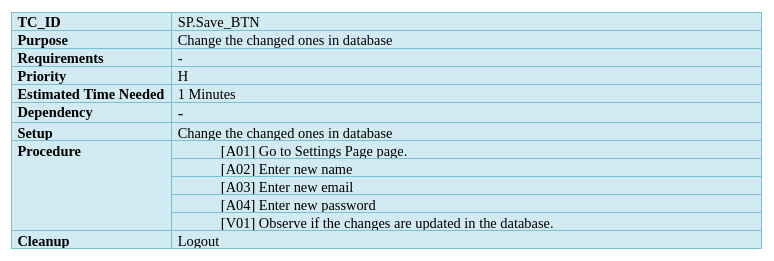 TC_ID SP.Save_BTN
Purpose Change the changed ones in database
Requirements -
Priority H
Estimated Time Needed 1 Minutes
Dependency -
Setup Change the changed ones in database
Procedure [A01] Go to Settings Page page.
[A02] Enter new name
[A03] Enter new email
[A04] Enter new password
[V01] Observe if the changes are updated in the database.
Cleanup Logout